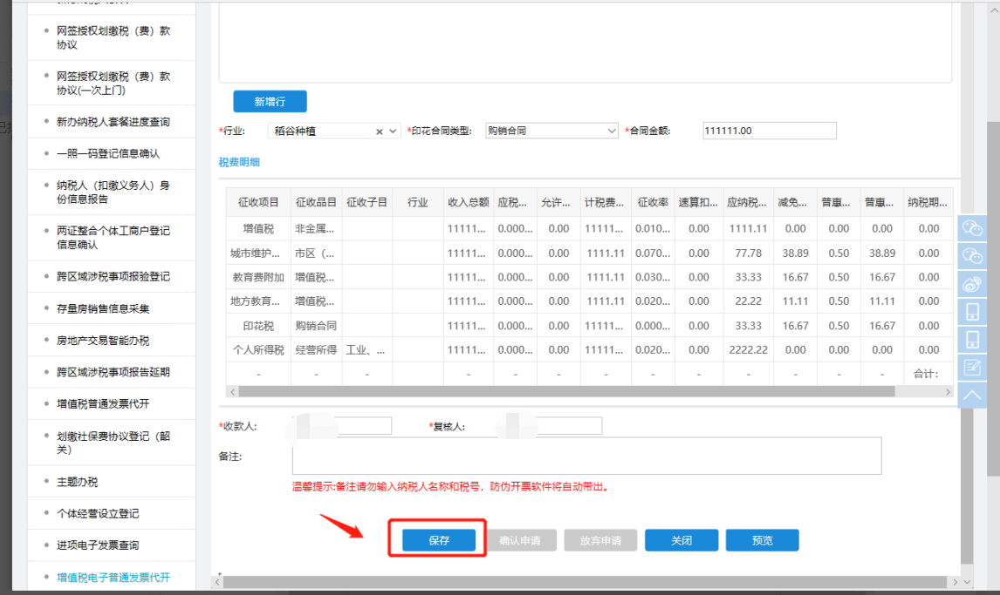 网签授权划缴税（费）款
协议
网签授权划缴税（费）款
协议(一次上门)
新办纳税人套餐进度查询
一照一码登记信息确认
纳税人（扣缴义务人）身
份信息报告
两证整合个体工商户登记
信息确认
跨区域涉税事项报验登记
存量房销售信息采集
房地产交易智能办税
跨区域涉税事项报告延期
增值税普通发票代开
划缴社保费协议登记（韶
关）
主题办税
个体经营设立登记
进项电子发票查询
增值税电子普通发票代开
新增行
*行业: 稻谷种植 *印花合同类型: 购销合同 *合同金额: 111111.00
税费明细
征收项目 征收品目 征收子目 行业 收入总额 应税... 允许... 计税费... 征收率 速算扣... 应纳税... 减免... 普惠... 普惠... 纳税期...
增值税 非金属... 11111... 0.000... 0.00 11111... 0.010... 0.00 1111.11 0.00 0.00 0.00 0.00
城市维护... 市区（... 11111... 0.000... 0.00 1111.11 0.070... 0.00 77.78 38.89 0.50 38.89 0.00
教育费附加 增值税... 11111... 0.000... 0.00 1111.11 0.030... 0.00 33.33 16.67 0.50 16.67 0.00
地方教育... 增值税... 11111... 0.000... 0.00 1111.11 0.020... 0.00 22.22 11.11 0.50 11.11 0.00
印花税 购销合同 11111... 0.000... 0.00 11111... 0.000... 0.00 33.33 16.67 0.50 16.67 0.00
个人所得税 经营所得 工业、... 11111... 0.000... 0.00 11111... 0.020... 0.00 2222.22 0.00 0.00 0.00 0.00
- - - - - - - - - - - - - 合计：
*收款人: *复核人:
备注:
温馨提示:备注请勿输入纳税人名称和税号，防伪开票软件将自动带出。
保存 确认申请 放弃申请 关闭 预览